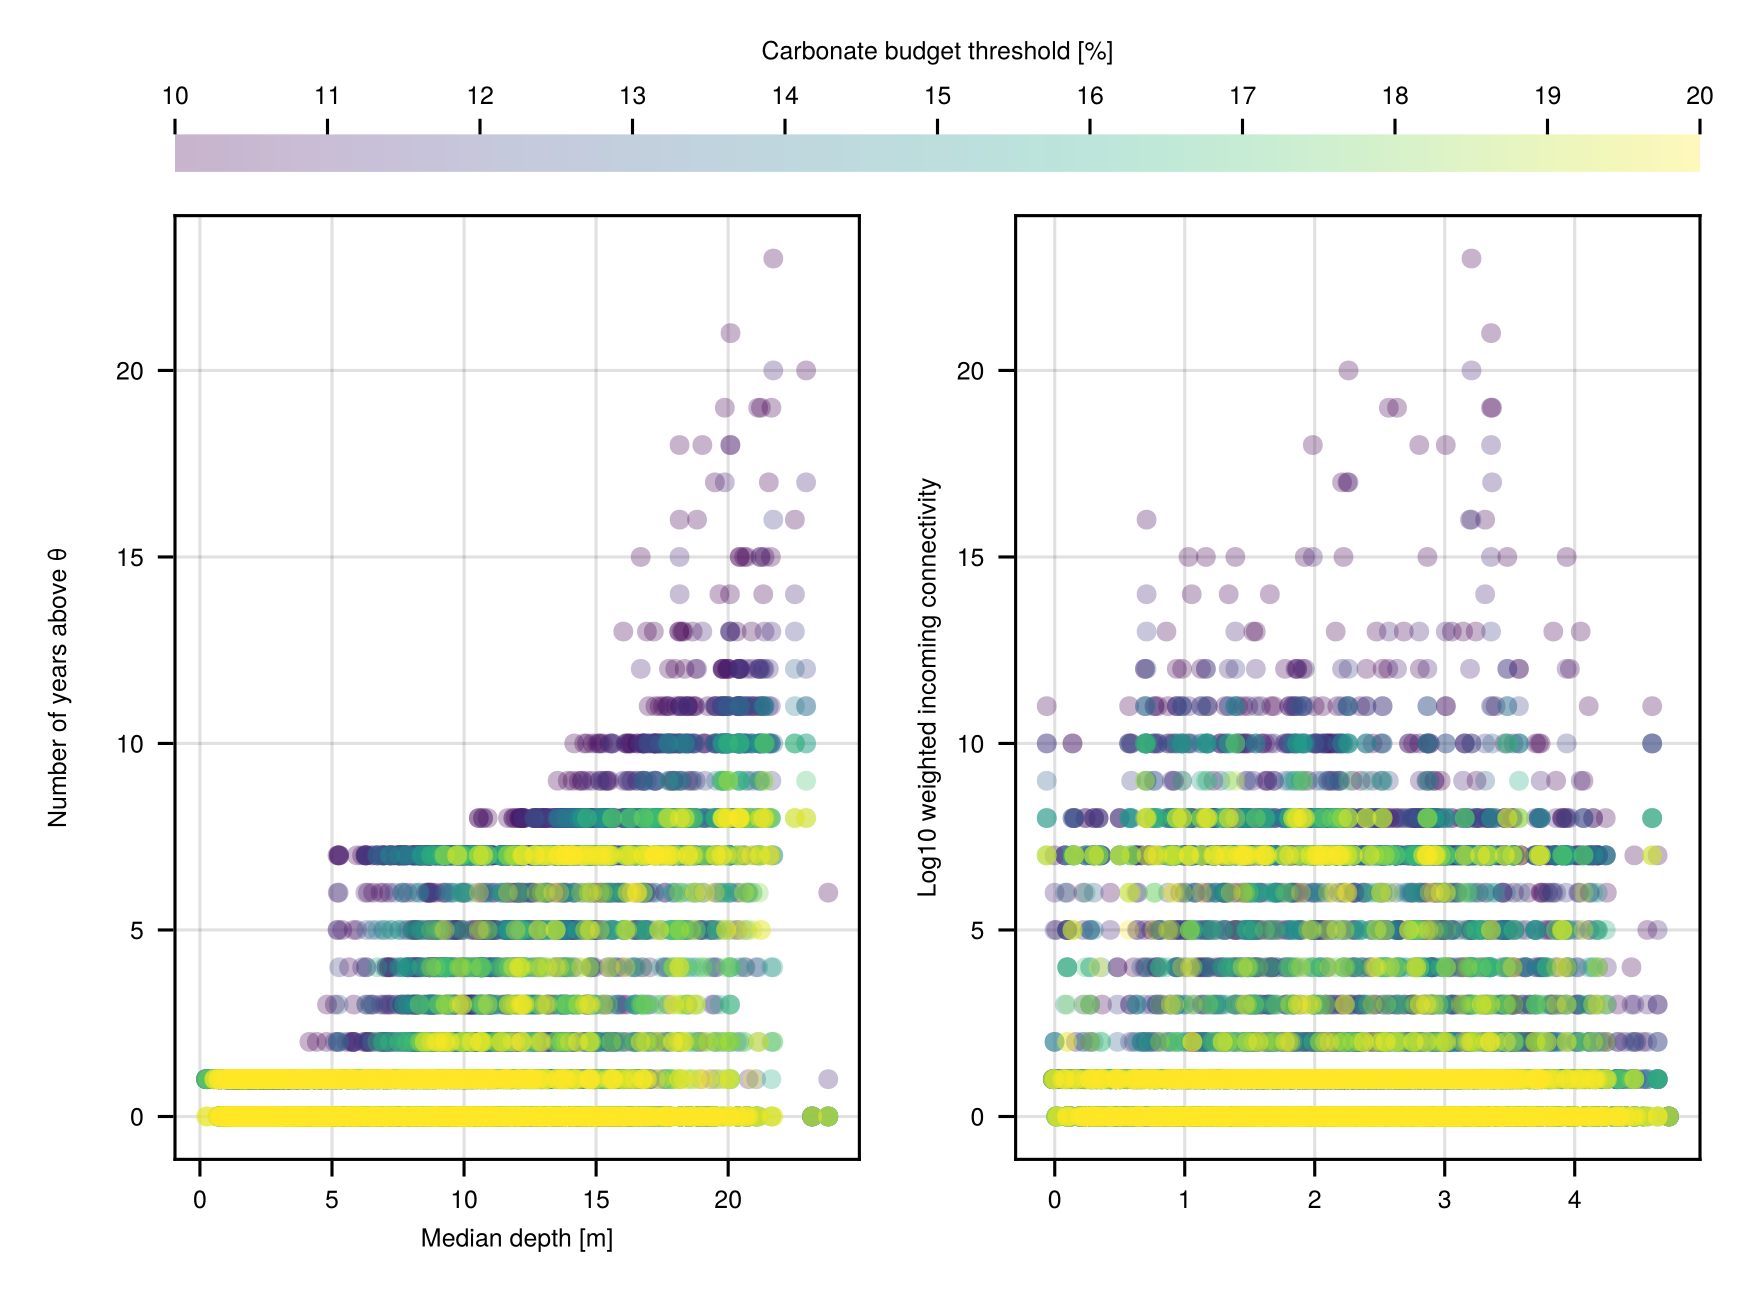 Carbonate budget threshold [%]
10 11 12 13 14 15 16 17 18 19 20
Number of years above θ
20
15
10
5
0
0 5 10 15 20
Median depth [m]
Log10 weighted incoming connectivity
20
15
10
5
0
0 1 2 3 4